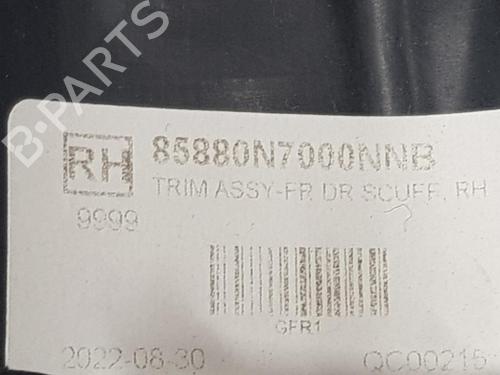 B-PARTS
RH
85880N7000NNB
TRIM ASSY-FR DR SCUFF, RH
9999
GFR1
2022-08-30
QC00215